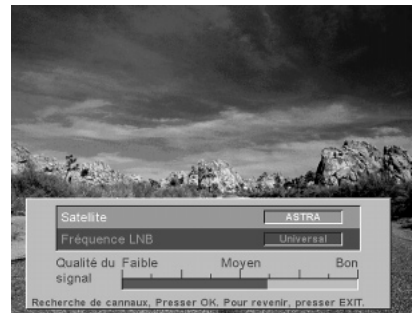 Satellite ASTRA
Fréquence LNB Universal
Qualité du Faible Moyen Bon
signal
Recherche de cannaux, Presser OK. Pour revenir, presser EXIT.